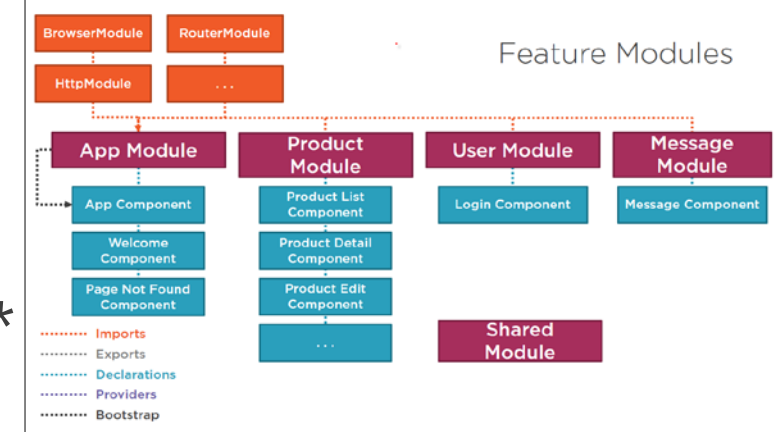 BrowserModule
RouterModule
Feature Modules
HttpModule
...
App Module
Product
Module
User Module
Message
Module
App Component
Product List
Component
Login Component
Message Component
Welcome
Component
Product Detail
Component
Page Not Found
Component
Product Edit
Component
*
Imports
Exports
Declarations
Providers
Bootstrap
...
Shared
Module